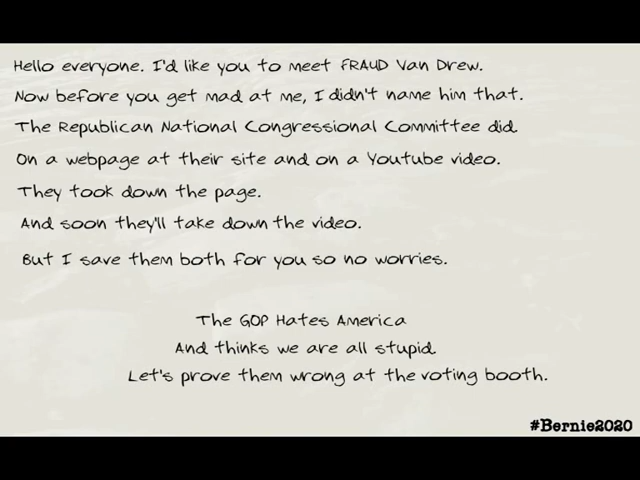 Hello everyone. I'd like you to meet FRAUD Van Drew.
Now before you get mad at me, I didn't name him that.
The Republican National Congressional Committee did.
On a webpage at their site and on a Youtube video.
They took down the page.
And soon they'll take down the video.
But I save them both for you so no worries.
The GOP Hates America
And thinks we are all stupid.
Let's prove them wrong at the voting booth.
#Bernie2020